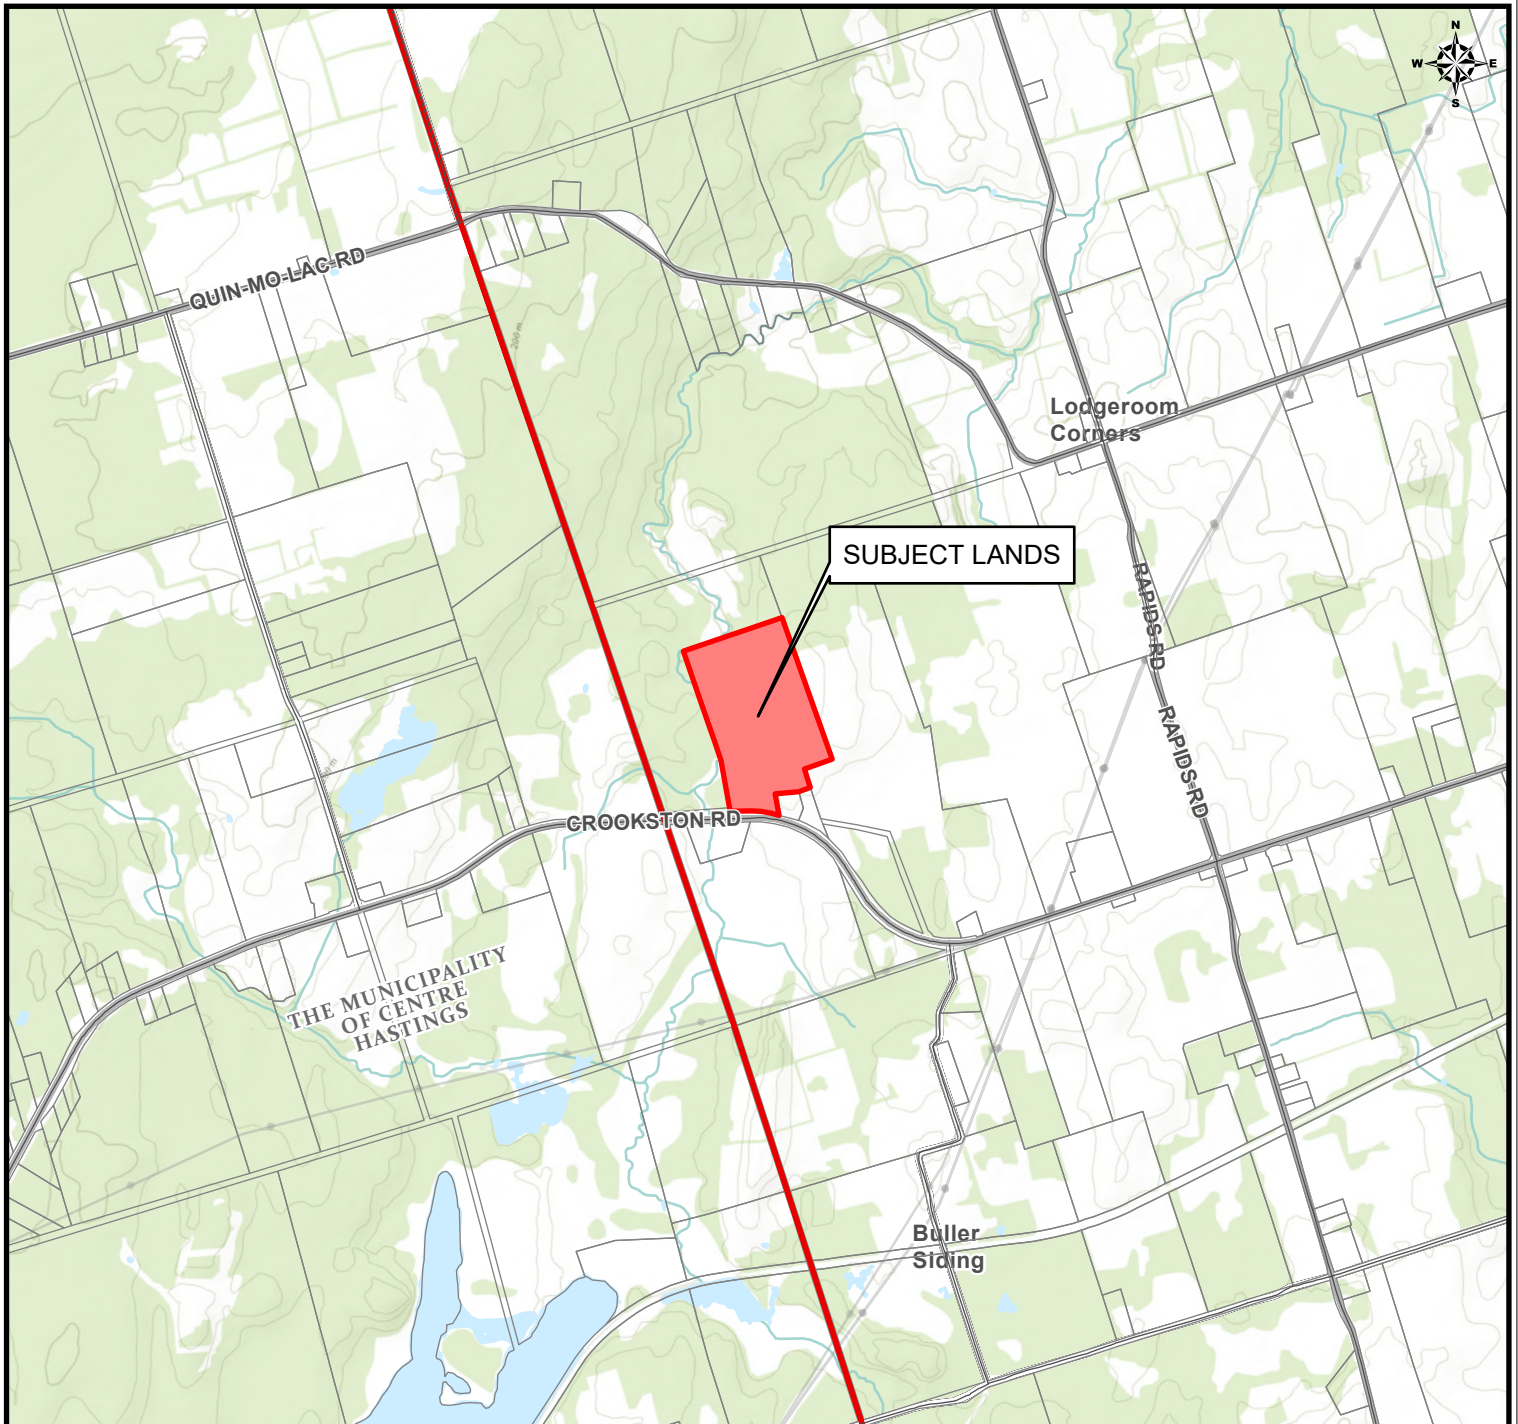 N
W E
S
QUIN-MO-LAC RD
200 m
Lodgeroom
Corners
SUBJECT LANDS
RAPIDS RD
RAPIDS RD
CROOKSTON RD
THE MUNICIPALITY
OF CENTRE
HASTINGS
Buller
Siding